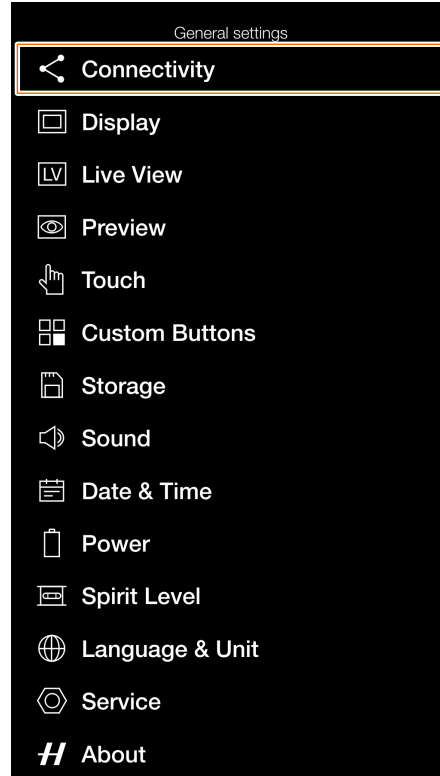 General settings
Connectivity
Display
LV Live View
Preview
Touch
Custom Buttons
Storage
Sound
Date & Time
Power
Spirit Level
Language & Unit
Service
H About